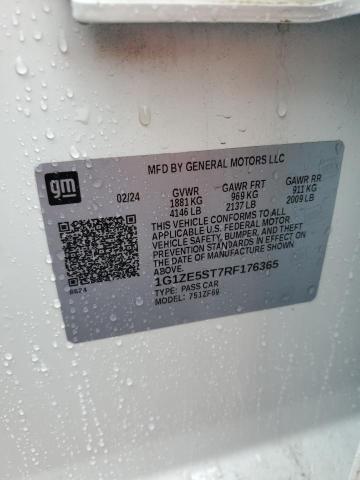 gm
MFD BY GENERAL MOTORS LLC
02/24 GVWR GAWR FRT GAWR RR
1881 KG 969 KG 911 KG
4146 LB 2137 LB 2009 LB
THIS VEHICLE CONFORMS TO ALL
APPLICABLE U.S. FEDERAL MOTOR
VEHICLE SAFETY, BUMPER, AND THEFT
PREVENTION STANDARDS IN EFFECT ON
THE DATE OF MANUFACTURE SHOWN
ABOVE.
1G1ZE5ST7RF176365
TYPE: PASS CAR
MODEL: 751ZF69